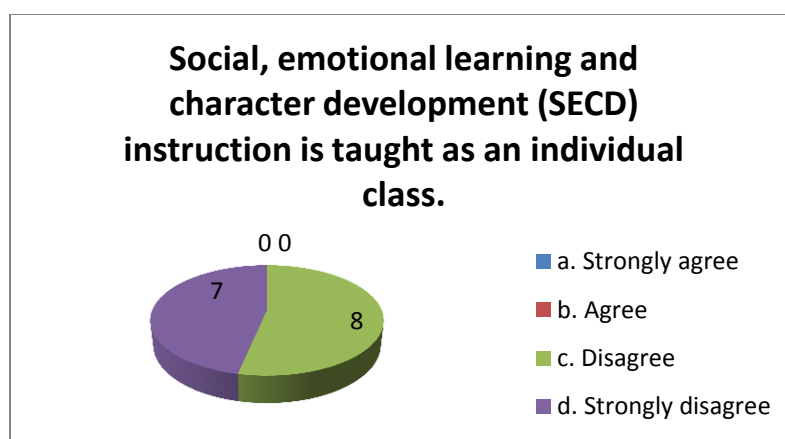 Social, emotional learning and
character development (SECD)
instruction is taught as an individual
class.
0 0
7
8
a. Strongly agree
b. Agree
c. Disagree
d. Strongly disagree